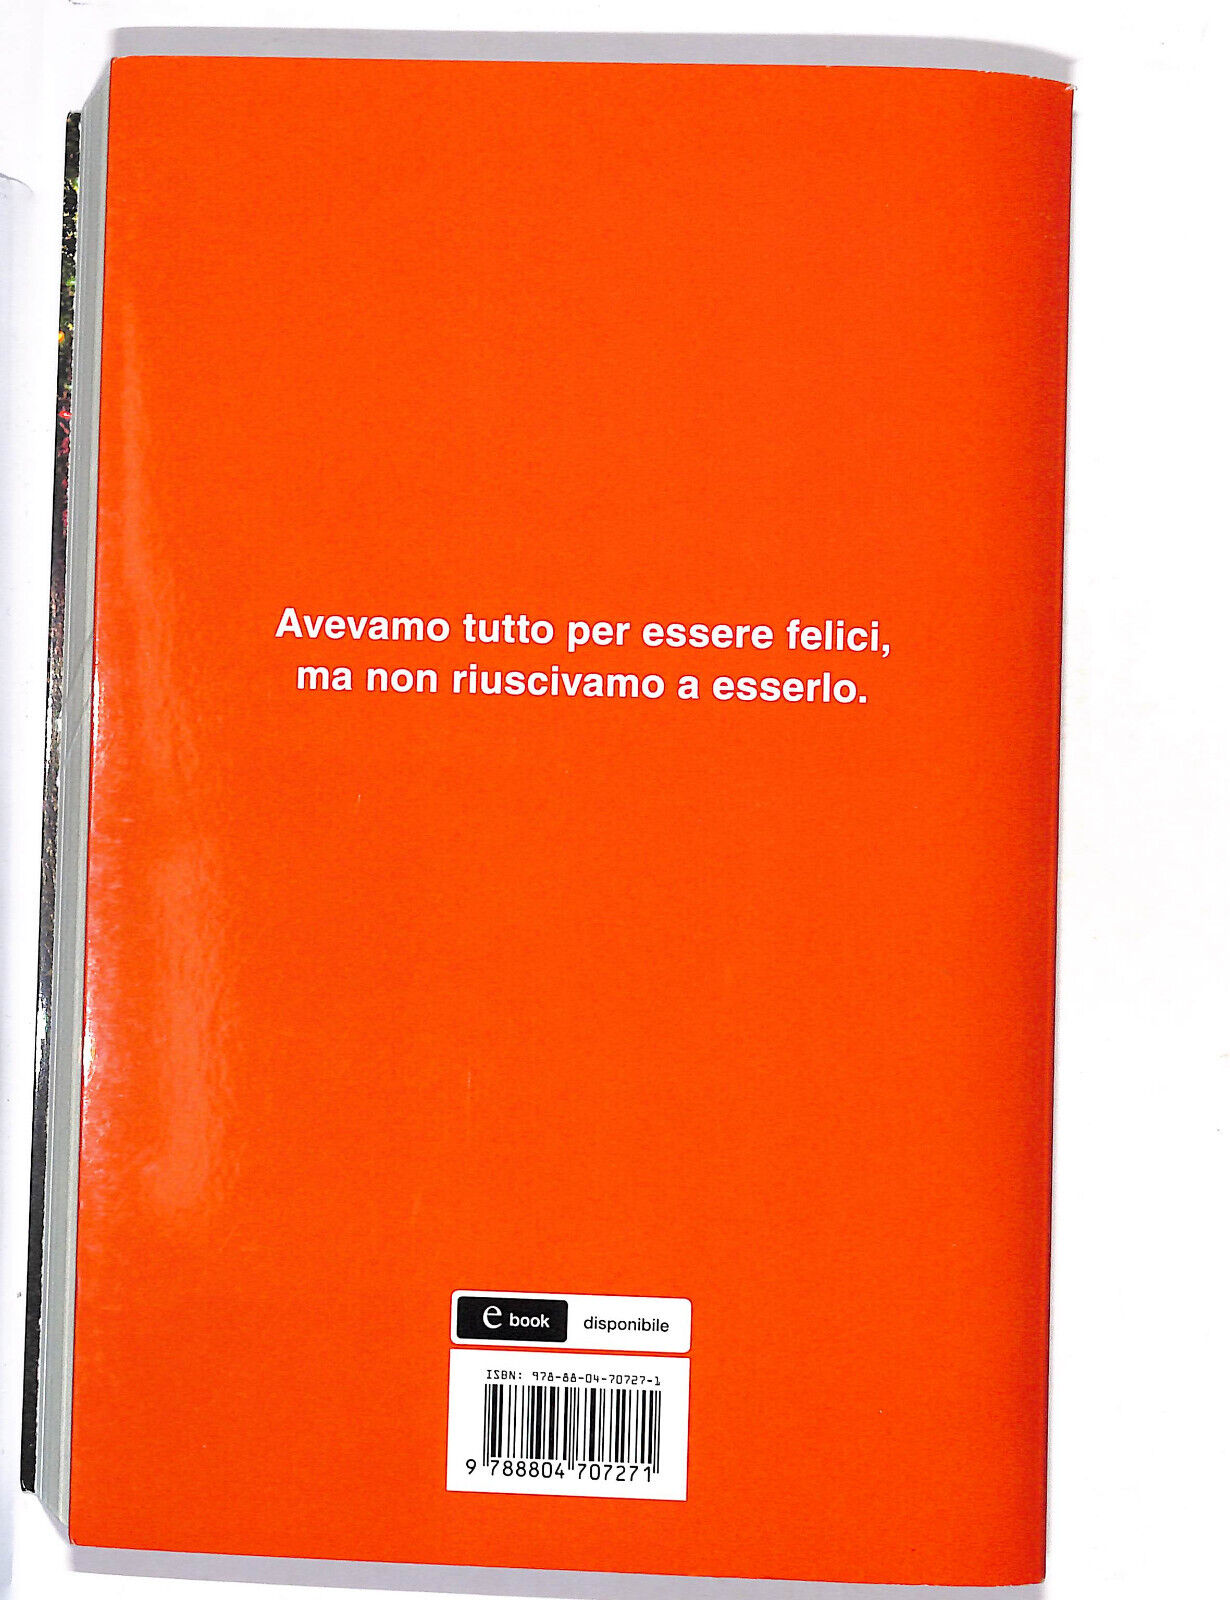 Avevamo tutto per essere felici,
ma non riuscivamo a esserlo.
e book disponibile
ISBN: 978-88-04-70727-1
9 788804 707271